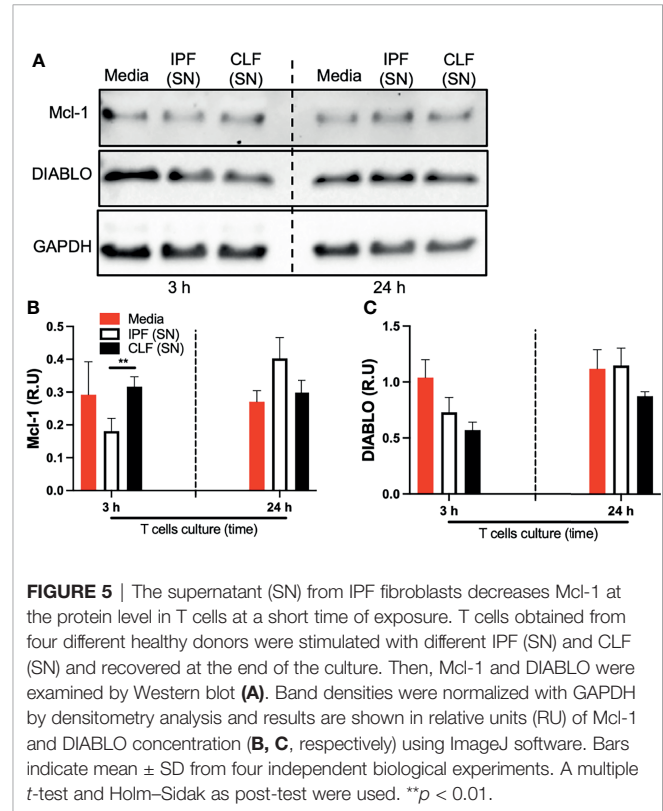 A
Media
IPF
(SN)
CLF
(SN)
Media
IPF
(SN)
CLF
(SN)
Mcl-1
DIABLO
GAPDH
3 h
24 h
B
Media
IPF (SN)
CLF (SN)
**
Mcl-1 (R.U)
0.5
0.4
0.3
0.2
0.1
0.0
3 h
24 h
T cells culture (time)
C
DIABLO (R.U)
1.5
1.0
0.5
0.0
3 h
24 h
T cells culture (time)
FIGURE 5 | The supernatant (SN) from IPF fibroblasts decreases Mcl-1 at
the protein level in T cells at a short time of exposure. T cells obtained from
four different healthy donors were stimulated with different IPF (SN) and CLF
(SN) and recovered at the end of the culture. Then, Mcl-1 and DIABLO were
examined by Western blot (A). Band densities were normalized with GAPDH
by densitometry analysis and results are shown in relative units (RU) of Mcl-1
and DIABLO concentration (B, C, respectively) using ImageJ software. Bars
indicate mean ± SD from four independent biological experiments. A multiple
t-test and Holm–Sidak as post-test were used. **p < 0.01.